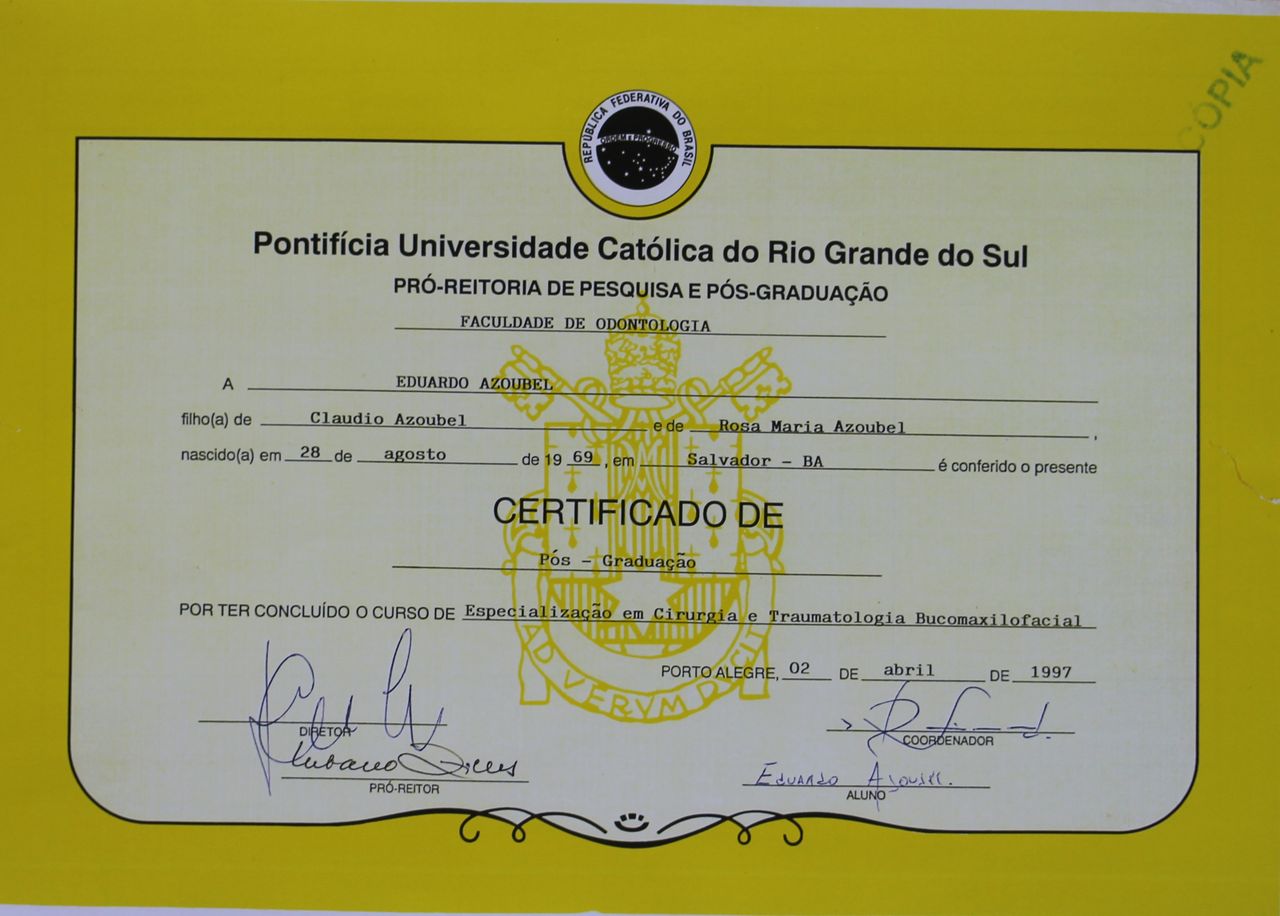 CÓPIA
REPÚBLICA FEDERATIVA DO BRASIL
ORDEM E PROGRESSO
Pontifícia Universidade Católica do Rio Grande do Sul
PRÓ-REITORIA DE PESQUISA E PÓS-GRADUAÇÃO
FACULDADE DE ODONTOLOGIA
A EDUARDO AZOUBEL
filho(a) de Claudio Azoubel e de Rosa Maria Azoubel,
nascido(a) em 28 de agosto de 19 69, em Salvador - BA é conferido o presente
CERTIFICADO DE
Pós - Graduação
POR TER CONCLUÍDO O CURSO DE Especialização em Cirurgia e Traumatologia Bucomaxilofacial
AD VERVM DUCIT
PORTO ALEGRE, 02 DE abril DE 1997
DIRETOR
COORDENADOR
PRÓ-REITOR
Eduardo Azoubel.
ALUNO